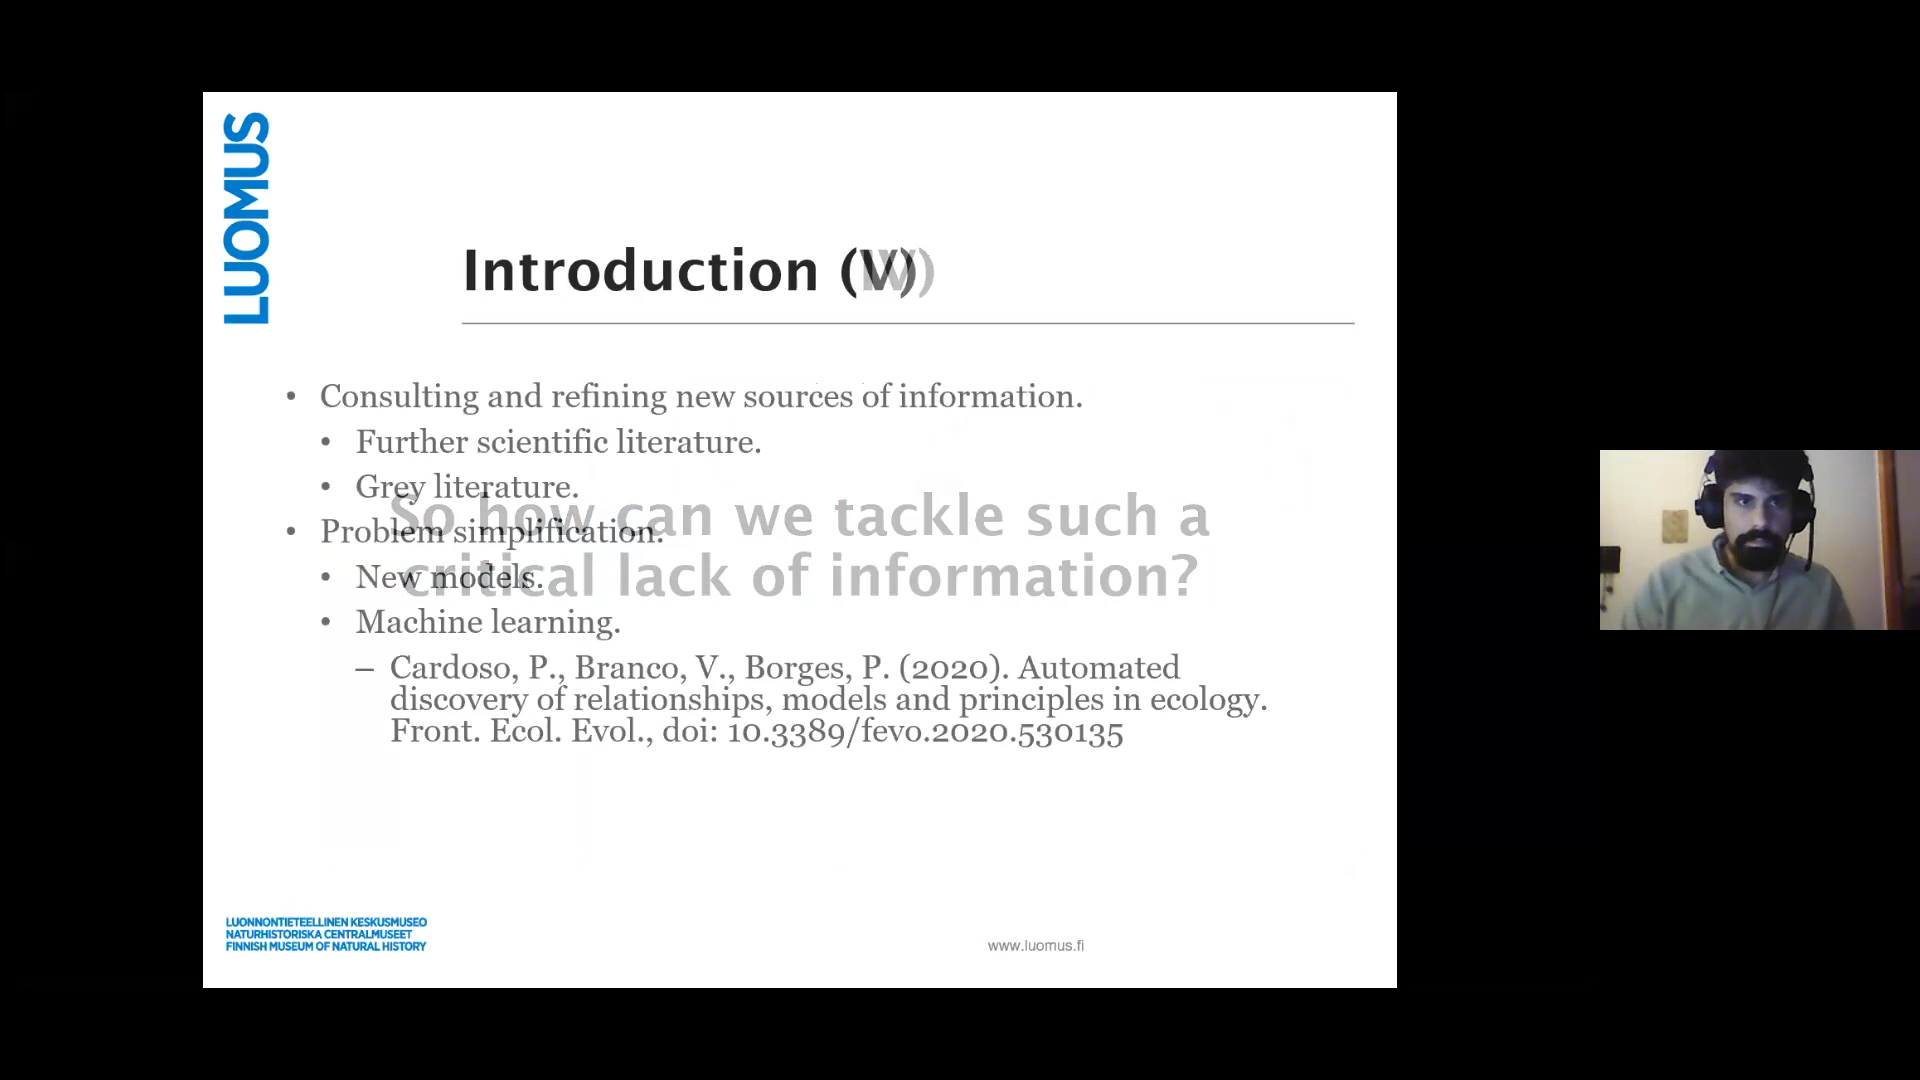 LUOMUS
Introduction (V)
• Consulting and refining new sources of information.
• Further scientific literature.
• Grey literature.
So how can we tackle such a
• Problem simplification.
critical lack of information?
• New models.
• Machine learning.
– Cardoso, P., Branco, V., Borges, P. (2020). Automated
discovery of relationships, models and principles in ecology.
Front. Ecol. Evol., doi: 10.3389/fevo.2020.530135
LUONNONTIETEELLINEN KESKUSMUSEO
NATURHISTORISKA CENTRALMUSEET
FINNISH MUSEUM OF NATURAL HISTORY
www.luomus.fi